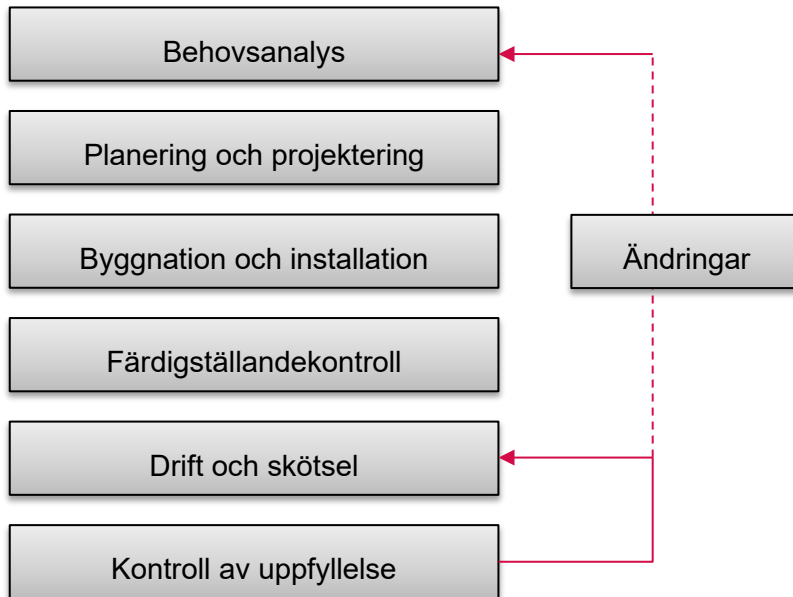 Behovsanalys
Planering och projektering
Byggnation och installation
Ändringar
Färdigställandekontroll
Drift och skötsel
Kontroll av uppfyllelse